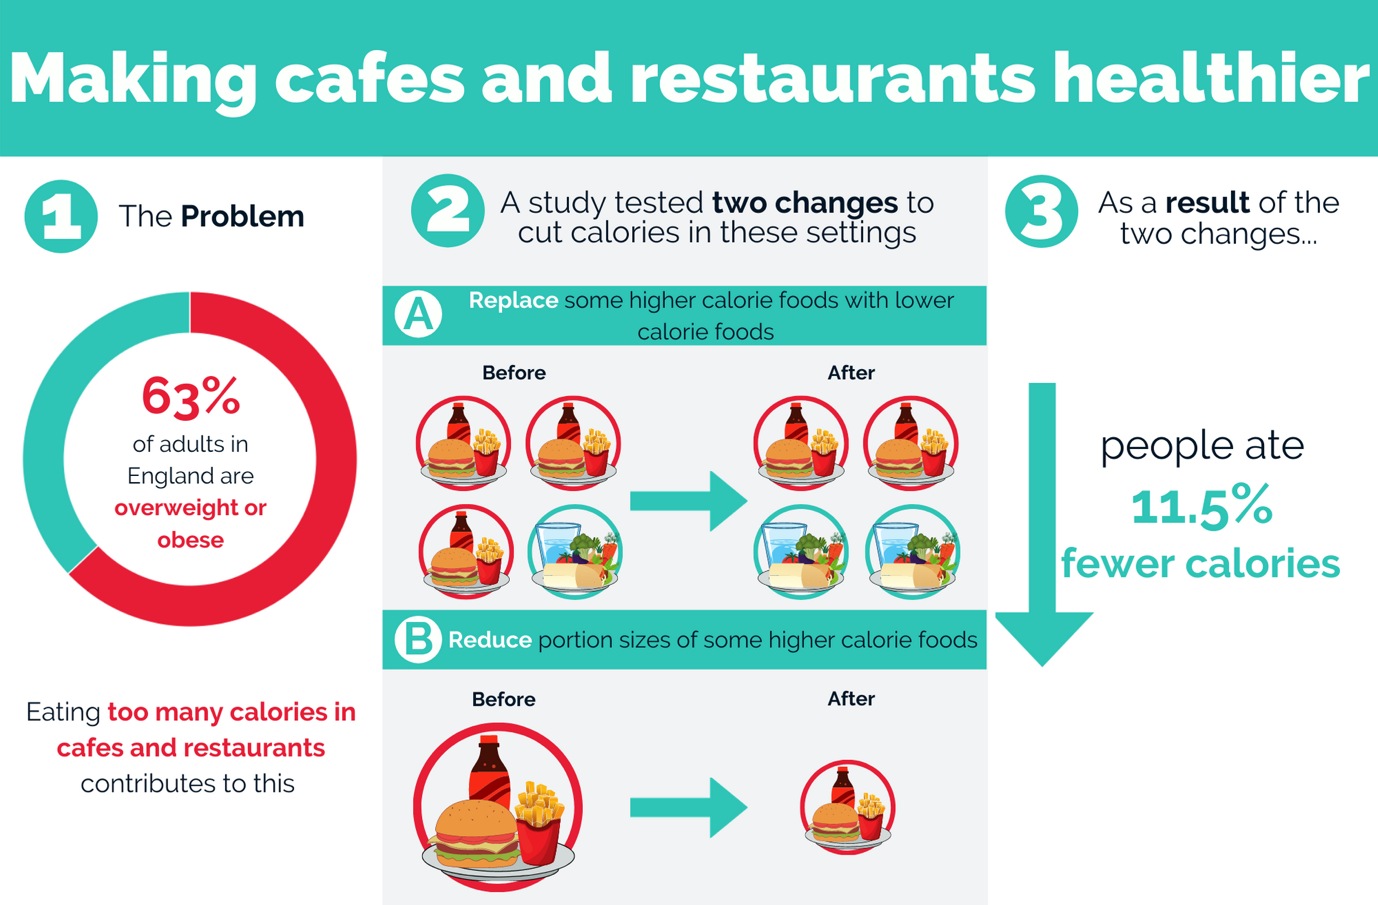 Making cafes and restaurants healthier
1
The Problem
63%
of adults in
England are
overweight or
obese
Eating too many calories in
cafes and restaurants
contributes to this
2
A study tested two changes to
cut calories in these settings
A
Replace some higher calorie foods with lower
calorie foods
Before
After
B
Reduce portion sizes of some higher calorie foods
Before
After
3
As a result of the
two changes...
people ate
11.5%
fewer calories